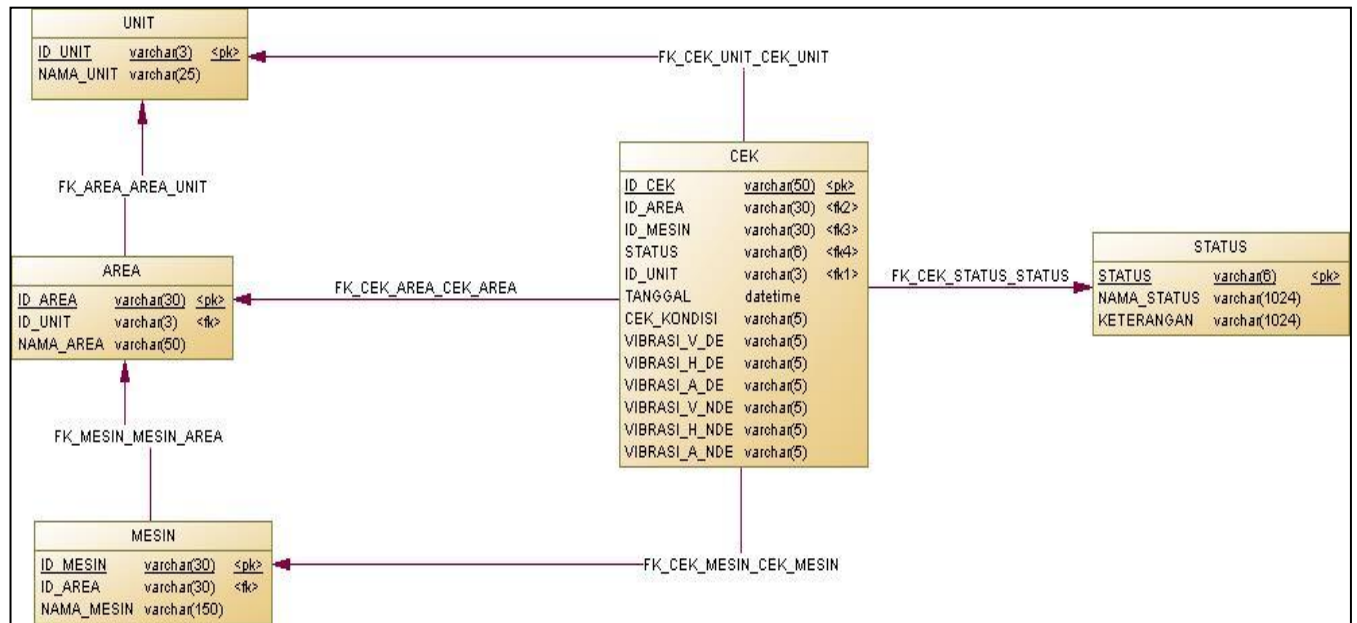 UNIT
ID_UNIT varchar(3) <pk>
NAMA_UNIT varchar(25)
FK_CEK_UNIT_CEK_UNIT
FK_AREA_AREA_UNIT
CEK
ID_CEK varchar(50) <pk>
ID_AREA varchar(30) <fk2>
ID_MESIN varchar(30) <fk3>
STATUS varchar(6) <fk4>
ID_UNIT varchar(3) <fk1>
TANGGAL datetime
CEK_KONDISI varchar(5)
VIBRASI_V_DE varchar(5)
VIBRASI_H_DE varchar(5)
VIBRASI_A_DE varchar(5)
VIBRASI_V_NDE varchar(5)
VIBRASI_H_NDE varchar(5)
VIBRASI_A_NDE varchar(5)
AREA
ID_AREA varchar(30) <pk>
ID_UNIT varchar(3) <fk>
NAMA_AREA varchar(50)
FK_CEK_AREA_CEK_AREA
FK_CEK_STATUS_STATUS
STATUS
STATUS varchar(6) <pk>
NAMA_STATUS varchar(1024)
KETERANGAN varchar(1024)
FK_MESIN_MESIN_AREA
MESIN
ID_MESIN varchar(30) <pk>
ID_AREA varchar(30) <fk>
NAMA_MESIN varchar(150)
FK_CEK_MESIN_CEK_MESIN